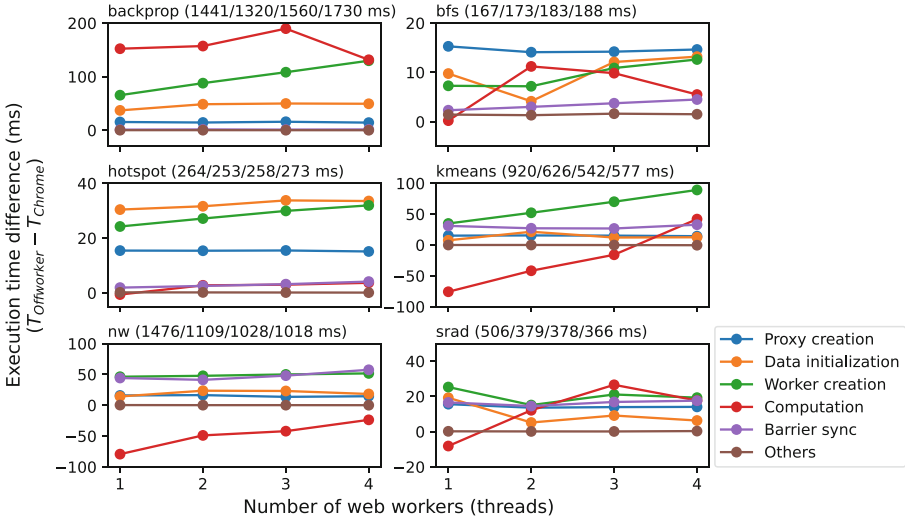 Execution time difference (ms)
(T_Offworker − T_Chrome)
backprop (1441/1320/1560/1730 ms)
200
100
0
bfs (167/173/183/188 ms)
20
10
0
hotspot (264/253/258/273 ms)
40
20
0
kmeans (920/626/542/577 ms)
100
50
0
−50
−100
nw (1476/1109/1028/1018 ms)
100
50
0
−50
−100
1 2 3 4
srad (506/379/378/366 ms)
40
20
0
−20
1 2 3 4
Number of web workers (threads)
Proxy creation
Data initialization
Worker creation
Computation
Barrier sync
Others